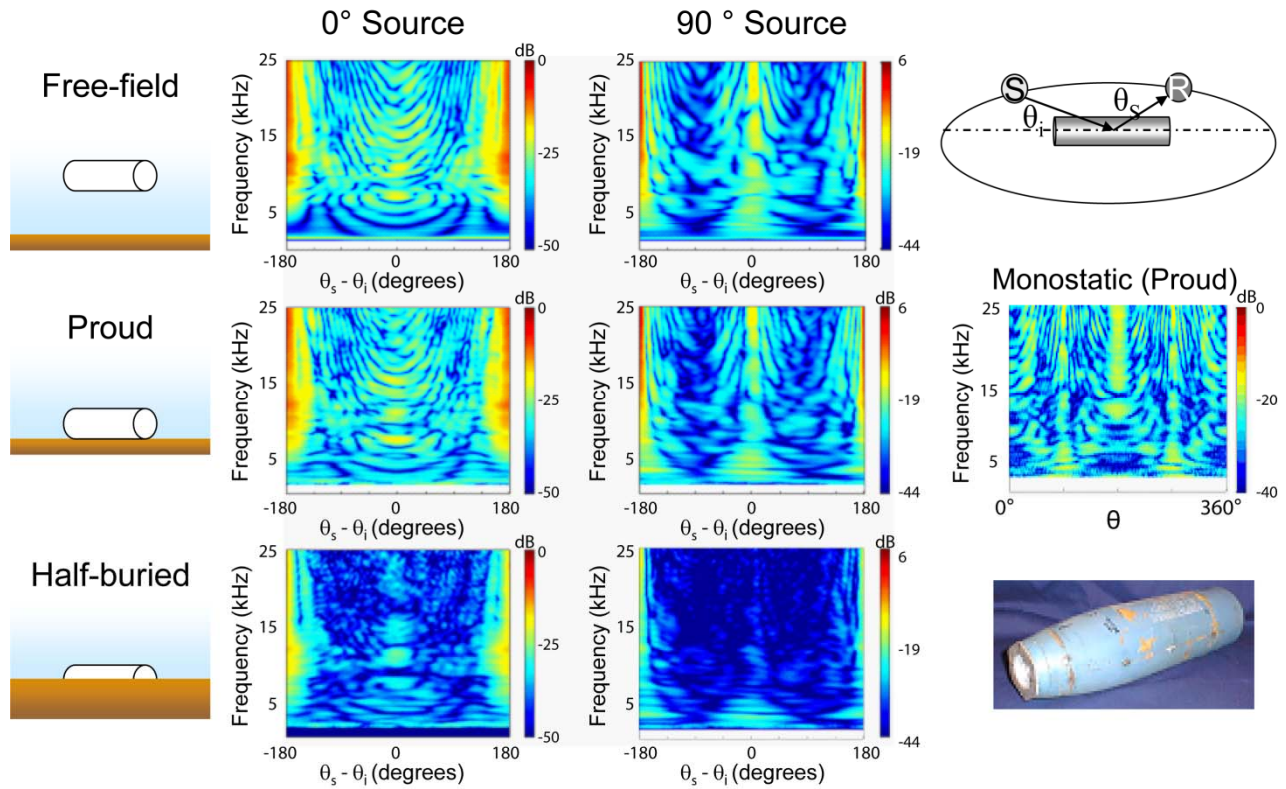 0° Source
90 ° Source
Free-field
Frequency (kHz)
25
15
5
-180
0
180
θs - θi (degrees)
dB
0
-25
-50
Frequency (kHz)
25
15
5
-180
0
180
θs - θi (degrees)
6
-19
-44
S
R
θi
θs
Proud
Frequency (kHz)
25
15
5
-180
0
180
θs - θi (degrees)
dB
0
-25
-50
Frequency (kHz)
25
15
5
-180
0
180
θs - θi (degrees)
dB
6
-19
-44
Monostatic (Proud)
Frequency (kHz)
25
15
5
0°
360°
θ
dB
0
-20
-40
Half-buried
Frequency (kHz)
25
15
5
-180
0
180
θs - θi (degrees)
dB
0
-25
-50
Frequency (kHz)
25
15
5
-180
0
180
θs - θi (degrees)
dB
6
-19
-44